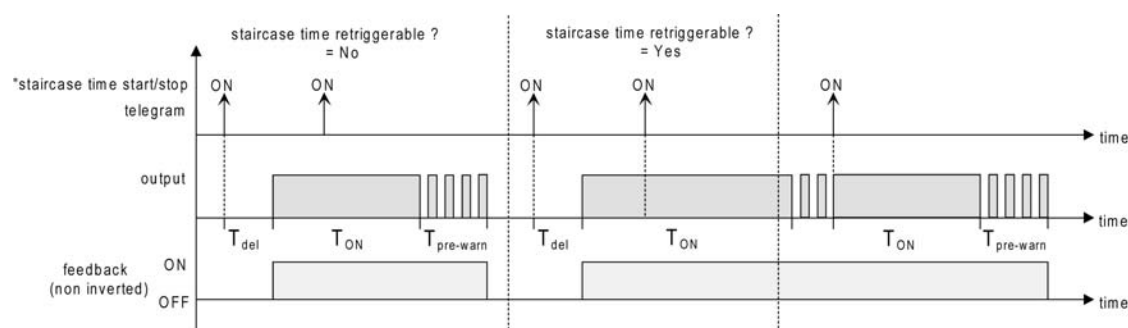 staircase time retriggerable ?
= No
staircase time retriggerable ?
= Yes
"staircase time start/stop
telegram
ON
ON
ON
ON
ON
time
output
time
T del
T ON
T pre-warn
T del
T ON
T ON
T pre-warn
feedback
(non inverted)
ON
OFF
time